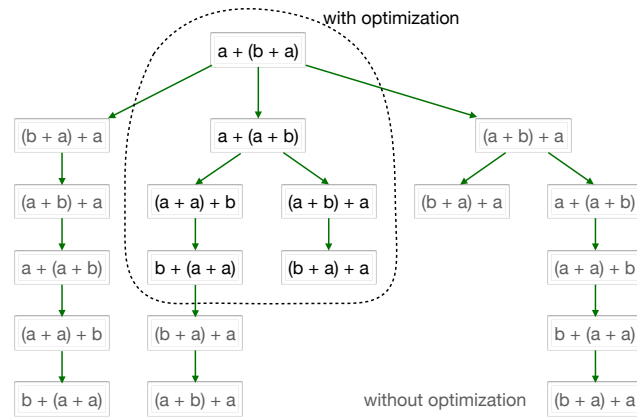 with optimization
a + (b + a)
(b + a) + a
a + (a + b)
(a + b) + a
(a + b) + a
(a + a) + b
(a + b) + a
(b + a) + a
a + (a + b)
a + (a + b)
b + (a + a)
(b + a) + a
(a + a) + b
(a + a) + b
(b + a) + a
b + (a + a)
b + (a + a)
(a + b) + a
without optimization
(b + a) + a